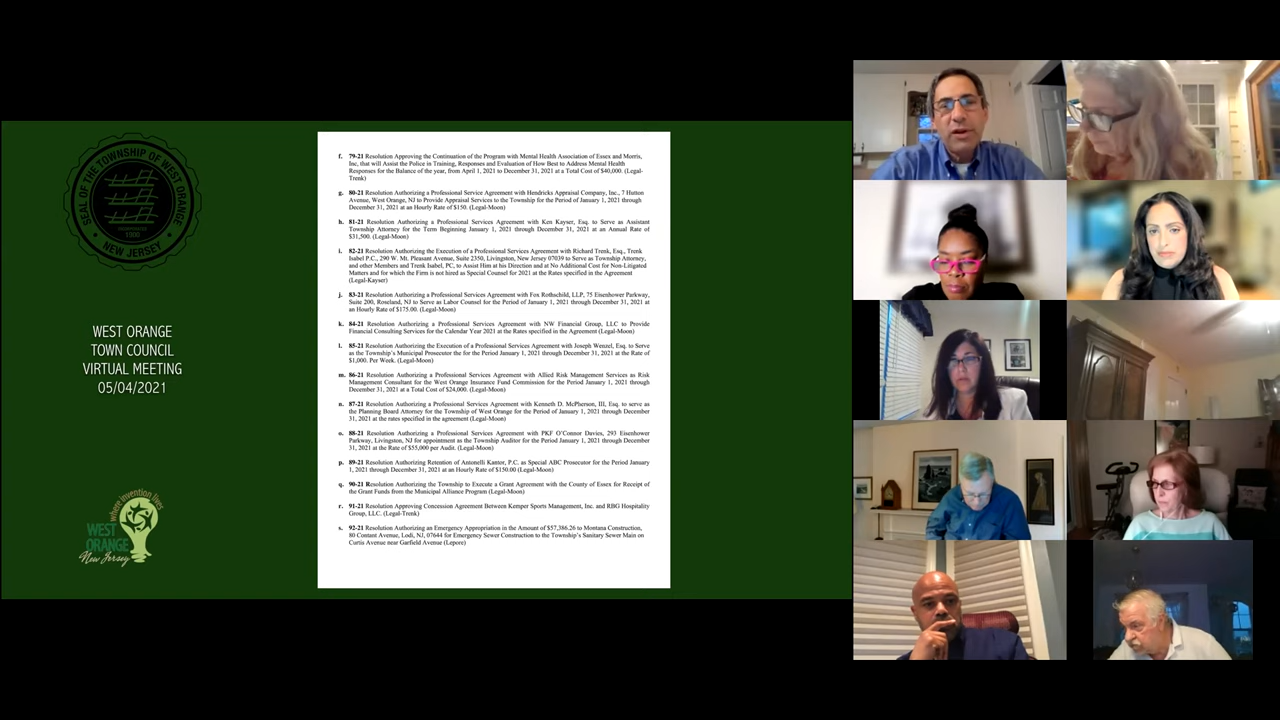 SEAL OF TOWNSHIP OF WEST ORANGE
INCORPORATED
1900
NEW JERSEY
WEST ORANGE
TOWN COUNCIL
VIRTUAL MEETING
05/04/2021
where invention lives
WEST
ORANGE
New Jersey
f. 79-21 Resolution Approving the Continuation of the Program with Mental Health Association of Essex and Morris,
Inc, that will Assist the Police in Training, Responses and Evaluation of How Best to Address Mental Health
Responses for the Balance of the year, from April 1, 2021 to December 31, 2021 at a Total Cost of $40,000. (Legal-
Trenk)
g. 80-21 Resolution Authorizing a Professional Service Agreement with Hendricks Appraisal Company, Inc., 7 Hutton
Avenue, West Orange, NJ to Provide Appraisal Services to the Township for the Period of January 1, 2021 through
December 31, 2021 at an Hourly Rate of $150. (Legal-Moon)
h. 81-21 Resolution Authorizing a Professional Services Agreement with Ken Kayser, Esq. to Serve as Assistant
Township Attorney for the Term Beginning January 1, 2021 through December 31, 2021 at an Annual Rate of
$31,500. (Legal-Moon)
i. 82-21 Resolution Authorizing the Execution of a Professional Services Agreement with Richard Trenk, Esq., Trenk
Isabel P.C., 290 W. Mt. Pleasant Avenue, Suite 2350, Livingston, New Jersey 07039 to Serve as Township Attorney,
and other Members and Trenk Isabel, PC, to Assist Him at his Direction and at No Additional Cost for Non-Litigated
Matters and for which the Firm is not hired as Special Counsel for 2021 at the Rates specified in the Agreement
(Legal-Kayser)
j. 83-21 Resolution Authorizing a Professional Services Agreement with Fox Rothschild, LLP, 75 Eisenhower Parkway,
Suite 200, Roseland, NJ to Serve as Labor Counsel for the Period of January 1, 2021 through December 31, 2021 at
an Hourly Rate of $175.00. (Legal-Moon)
k. 84-21 Resolution Authorizing a Professional Services Agreement with NW Financial Group, LLC to Provide
Financial Consulting Services for the Calendar Year 2021 at the Rates specified in the Agreement (Legal-Moon)
l. 85-21 Resolution Authorizing the Execution of a Professional Services Agreement with Joseph Wenzel, Esq. to Serve
as the Township's Municipal Prosecutor the for the Period January 1, 2021 through December 31, 2021 at the Rate of
$1,000. Per Week. (Legal-Moon)
m. 86-21 Resolution Authorizing a Professional Services Agreement with Allied Risk Management Services as Risk
Management Consultant for the West Orange Insurance Fund Commission for the Period January 1, 2021 through
December 31, 2021 at a Total Cost of $24,000. (Legal-Moon)
n. 87-21 Resolution Authorizing a Professional Services Agreement with Kenneth D. McPherson, III, Esq. to serve as
the Planning Board Attorney for the Township of West Orange for the Period of January 1, 2021 through December
31, 2021 at the rates specified in the agreement (Legal-Moon)
o. 88-21 Resolution Authorizing a Professional Services Agreement with PKF O'Connor Davies, 293 Eisenhower
Parkway, Livingston, NJ for appointment as the Township Auditor for the Period January 1, 2021 through December
31, 2021 at the Rate of $55,000 per Audit. (Legal-Moon)
p. 89-21 Resolution Authorizing Retention of Antonelli Kantor, P.C. as Special ABC Prosecutor for the Period January
1, 2021 through December 31, 2021 at an Hourly Rate of $150.00 (Legal-Moon)
q. 90-21 Resolution Authorizing the Township to Execute a Grant Agreement with the County of Essex for Receipt of
the Grant Funds from the Municipal Alliance Program (Legal-Moon)
r. 91-21 Resolution Approving Concession Agreement Between Kemper Sports Management, Inc. and RBG Hospitality
Group, LLC. (Legal-Trenk)
s. 92-21 Resolution Authorizing an Emergency Appropriation in the Amount of $57,386.26 to Montana Construction,
80 Contant Avenue, Lodi, NJ, 07644 for Emergency Sewer Construction to the Township's Sanitary Sewer Main on
Curtis Avenue near Garfield Avenue (Lepore)